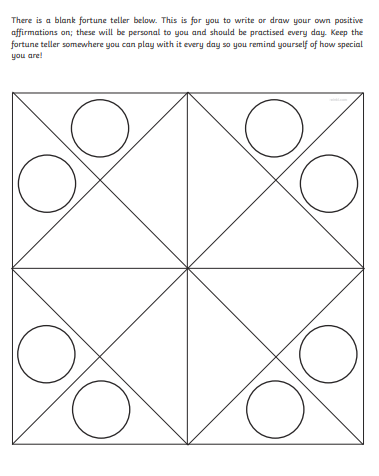 There is a blank fortune teller below. This is for you to write or draw your own positive
affirmations on; these will be personal to you and should be practised every day. Keep the
fortune teller somewhere you can play with it every day so you remind yourself of how special
you are!